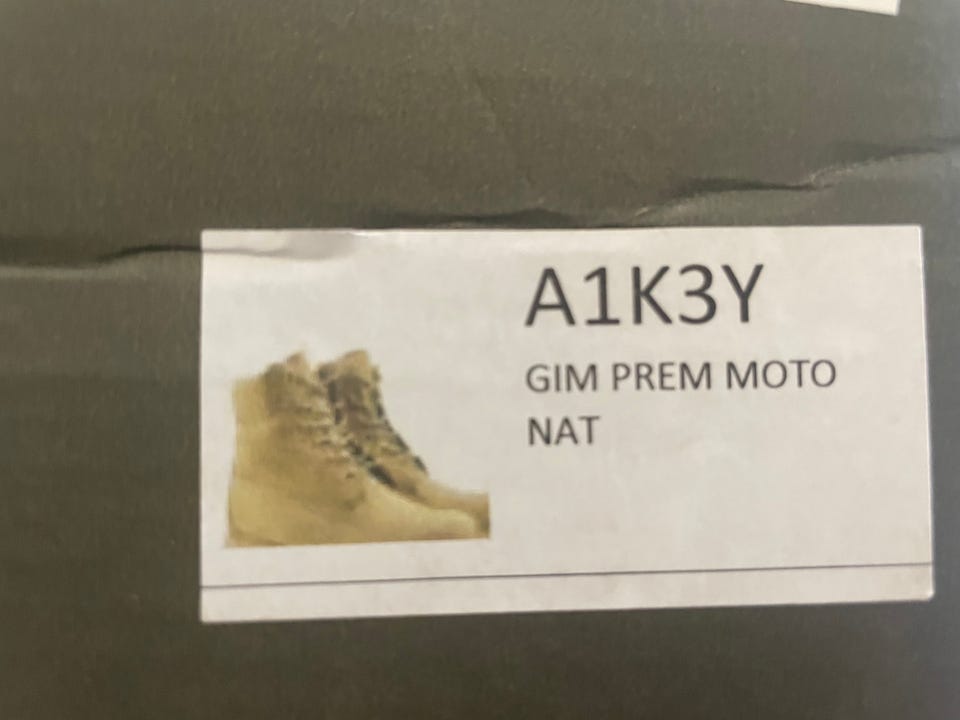 A1K3Y
GIM PREM MOTO
NAT